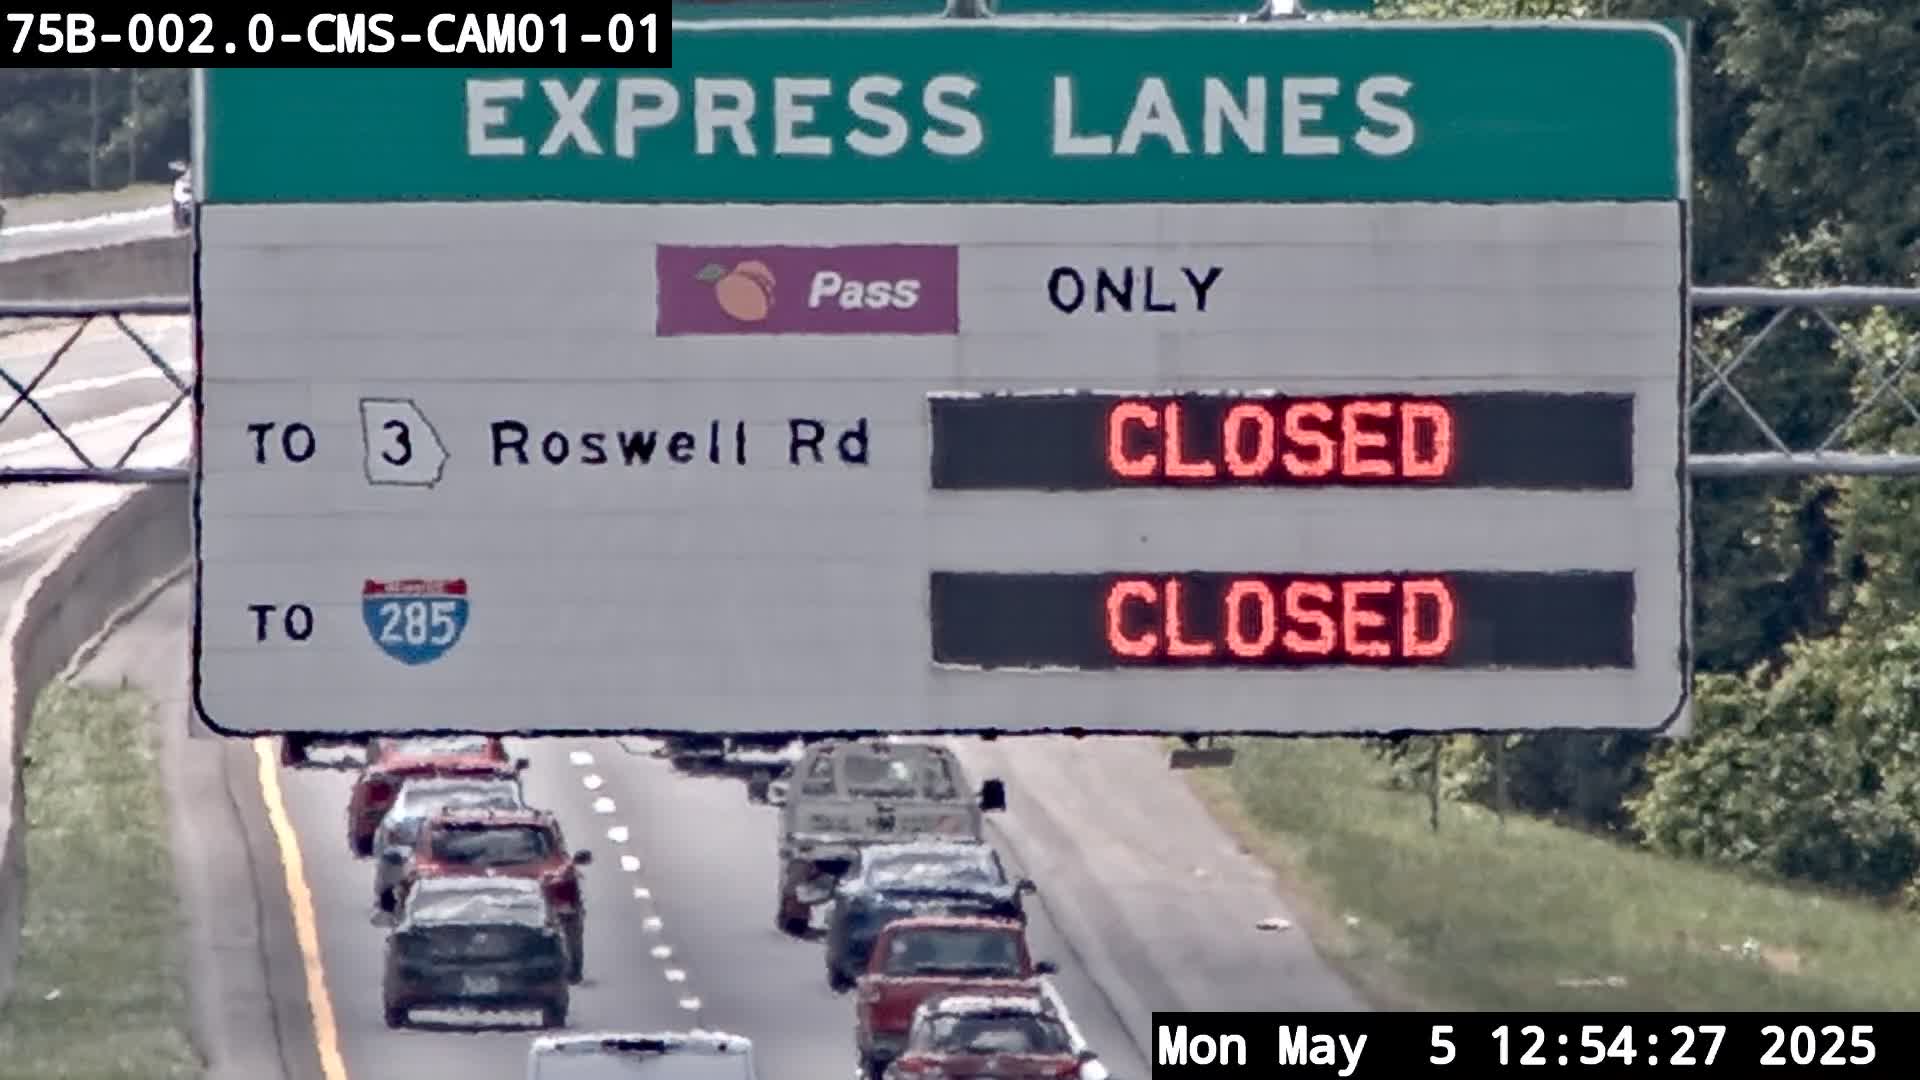 75B-002.0-CMS-CAM01-01
EXPRESS LANES
Pass ONLY
TO 3 Roswell Rd CLOSED
TO 285 CLOSED
Mon May 5 12:54:27 2025